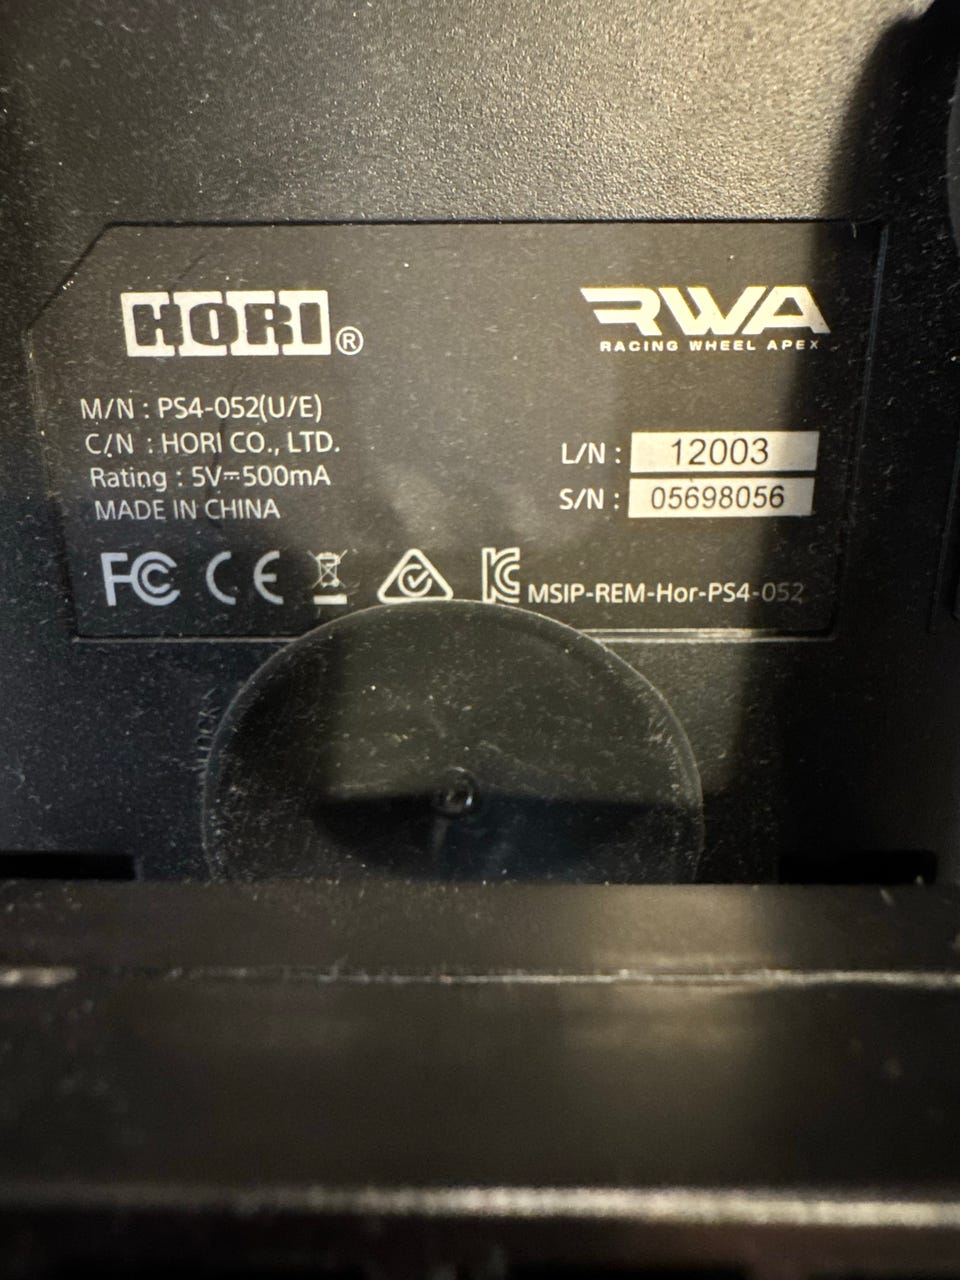 HORI®
RWA
RACING WHEEL APEX
M/N : PS4-052(U/E)
C/N : HORI CO., LTD.
Rating : 5V⎓500mA
MADE IN CHINA
L/N : 12003
S/N : 05698056
FC CE KC MSIP-REM-Hor-PS4-052